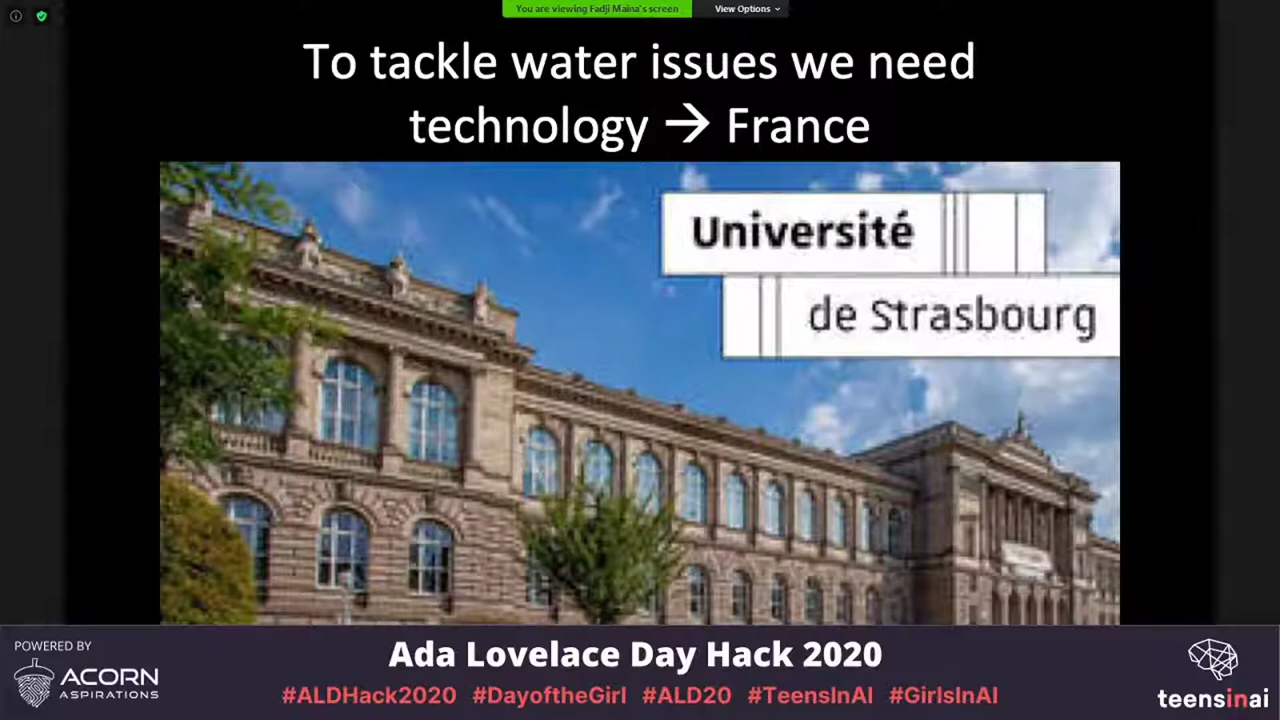 You are viewing Fadji Maina's screen
View Options
To tackle water issues we need
technology → France
Université
de Strasbourg
POWERED BY
ACORN
ASPIRATIONS
Ada Lovelace Day Hack 2020
#ALDHack2020 #DayoftheGirl #ALD20 #TeensInAI #GirlsInAI
teensinai